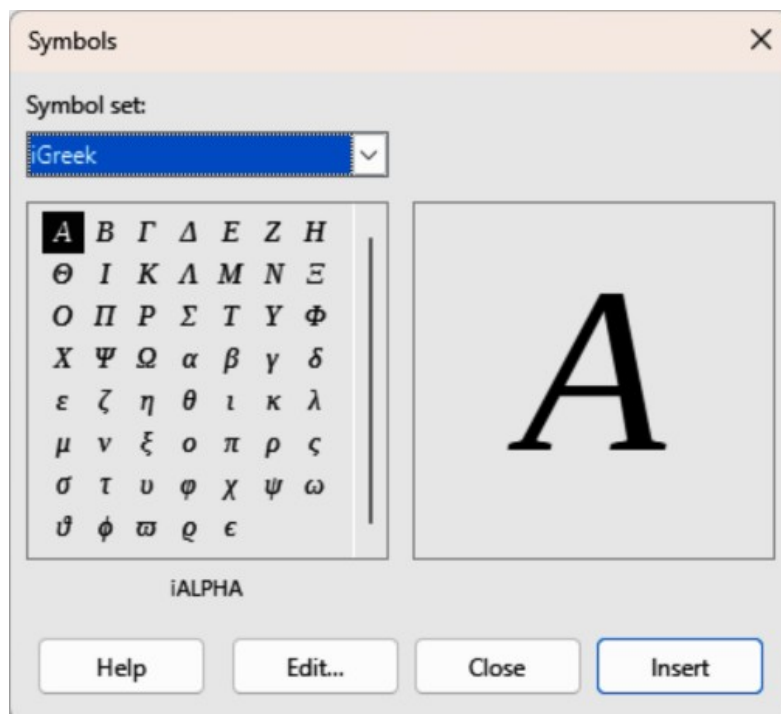 Symbols
Symbol set:
iGreek
Α Β Γ Δ Ε Ζ Η
Θ Ι Κ Λ Μ Ν Ξ
Ο Π Ρ Σ Τ Υ Φ
Χ Ψ Ω α β γ δ
ε ζ η θ ι κ λ
μ ν ξ ο π ρ ς
σ τ υ φ χ ψ ω
ϑ ϕ ϖ ϱ ϵ
Α
iALPHA
Help Edit... Close Insert